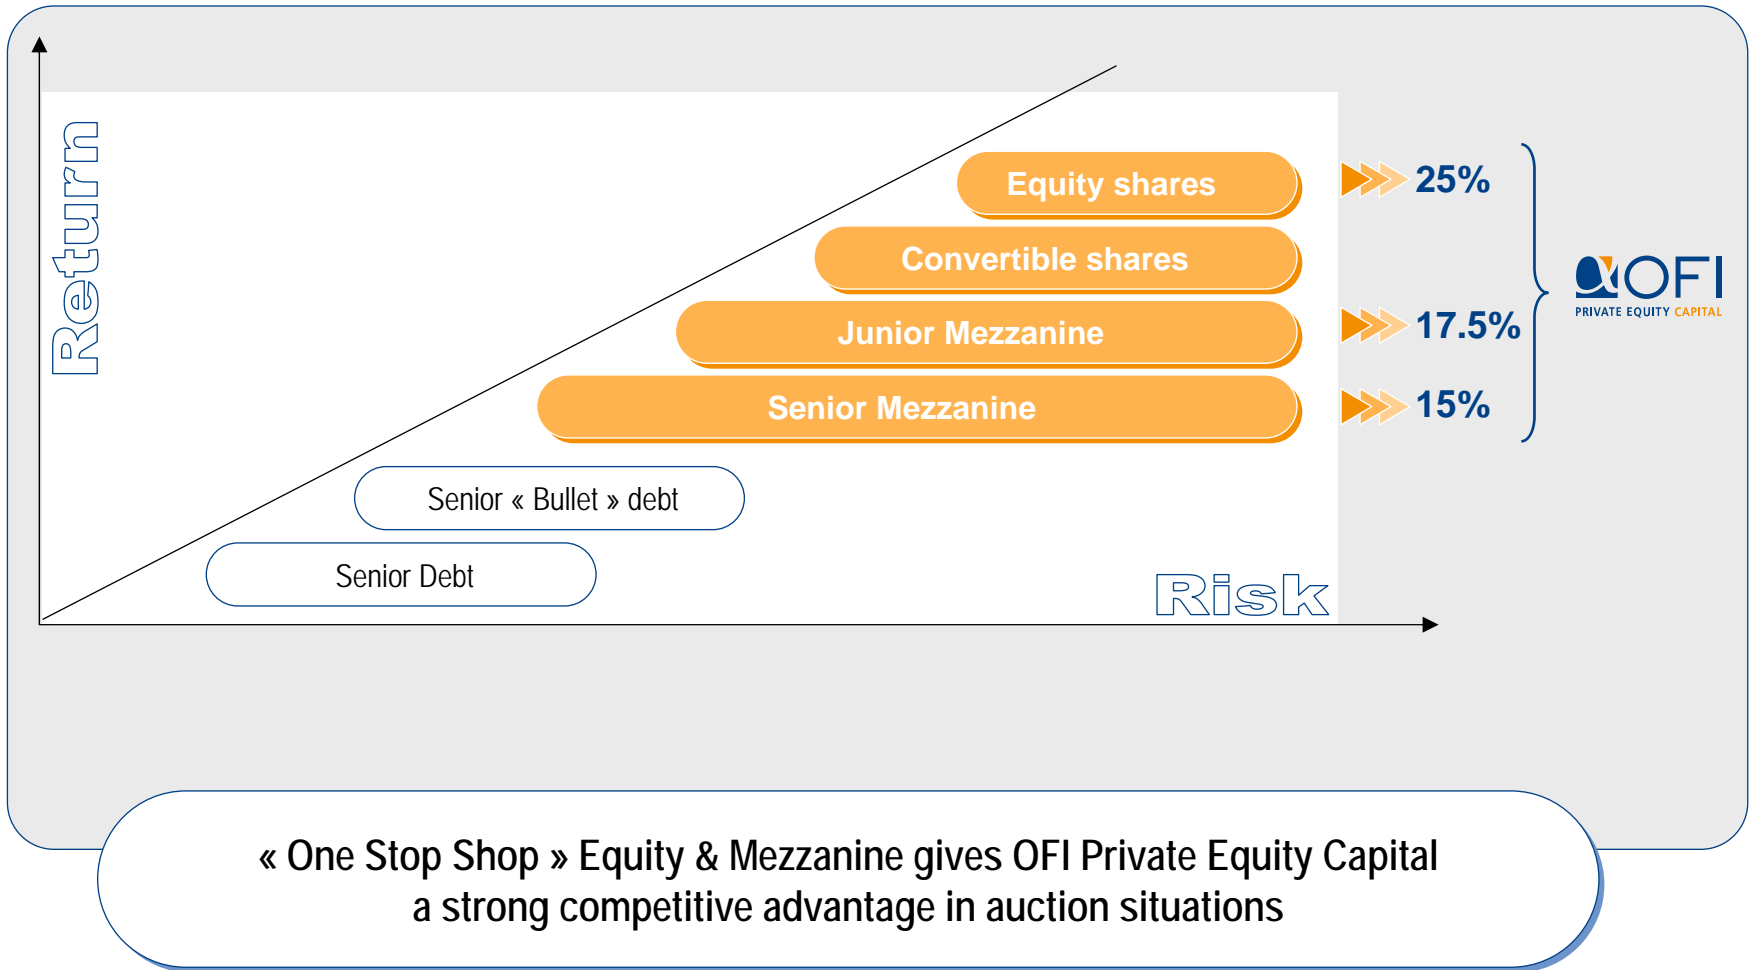 Return
Equity shares
25%
Convertible shares
Junior Mezzanine
17.5%
Senior Mezzanine
15%
OFI
PRIVATE EQUITY CAPITAL
Senior « Bullet » debt
Senior Debt
Risk
« One Stop Shop » Equity & Mezzanine gives OFI Private Equity Capital
a strong competitive advantage in auction situations